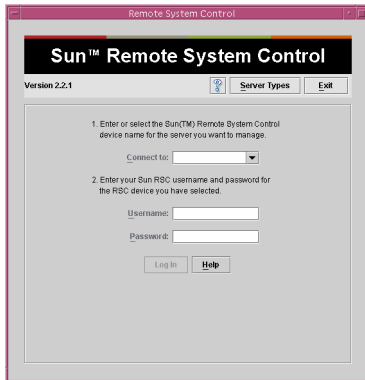 Remote System Control
Sun™ Remote System Control
Version 2.2.1
Server Types
Exit
1. Enter or select the Sun(TM) Remote System Control
device name for the server you want to manage.
Connect to:
2. Enter your Sun RSC username and password for
the RSC device you have selected.
Username:
Password:
Log In
Help